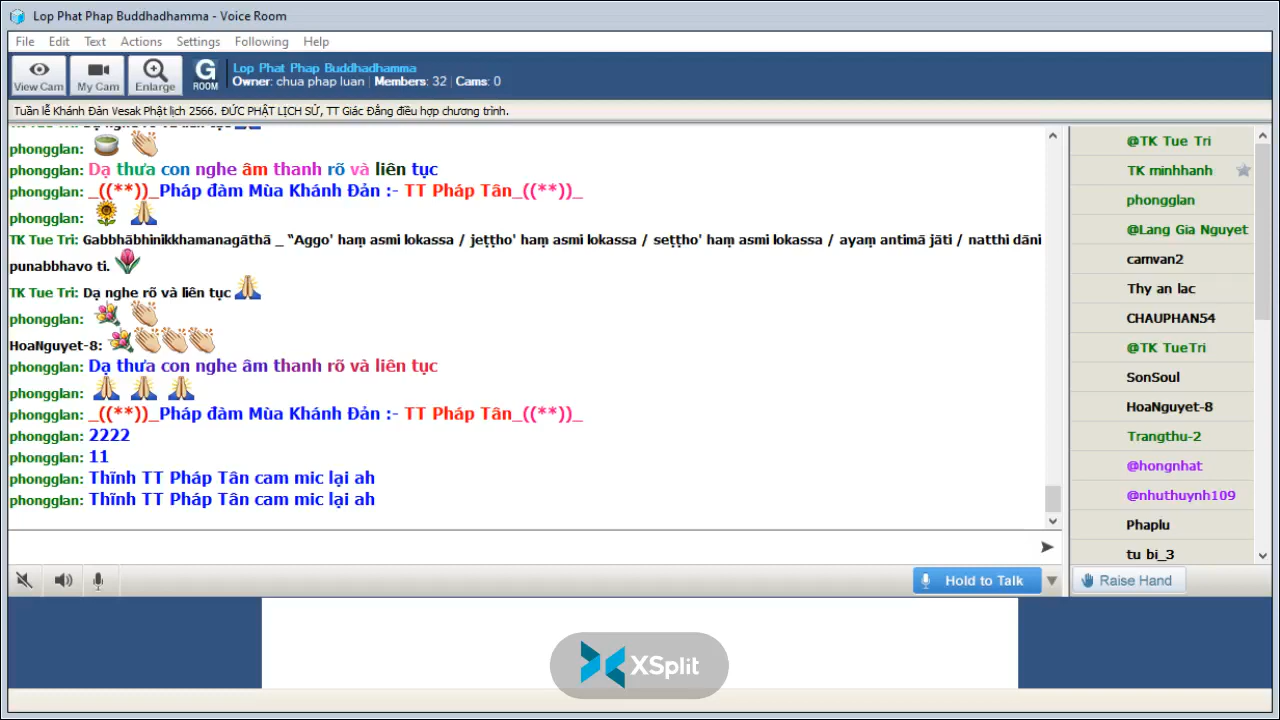 Lop Phat Phap Buddhadhamma - Voice Room
File Edit Text Actions Settings Following Help
View Cam My Cam Enlarge G ROOM
Lop Phat Phap Buddhadhamma
Owner: chua phap luan | Members: 32 | Cams: 0
Tuần lễ Khánh Đản Vesak Phật lịch 2566. ĐỨC PHẬT LỊCH SỬ, TT Giác Đẳng điều hợp chương trình.
phongglan:
phongglan: Dạ thưa con nghe âm thanh rõ và liên tục
phongglan: _((**))_Pháp đàm Mùa Khánh Đản :- TT Pháp Tân_((**))_
phongglan:
TK Tue Tri: Gabbhābhinikkhamanagāthā _ “Aggo' haṃ asmi lokassa / jeṭṭho' haṃ asmi lokassa / seṭṭho' haṃ asmi lokassa / ayaṃ antimā jāti / natthi dāni
punabbhavo ti.
TK Tue Tri: Dạ nghe rõ và liên tục
phongglan:
HoaNguyet-8:
phongglan: Dạ thưa con nghe âm thanh rõ và liên tục
phongglan:
phongglan: _((**))_Pháp đàm Mùa Khánh Đản :- TT Pháp Tân_((**))_
phongglan: 2222
phongglan: 11
phongglan: Thĩnh TT Pháp Tân cam mic lại ah
phongglan: Thĩnh TT Pháp Tân cam mic lại ah
@TK Tue Tri
TK minhhanh
phongglan
@Lang Gia Nguyet
camvan2
Thy an lac
CHAUPHAN54
@TK TueTri
SonSoul
HoaNguyet-8
Trangthu-2
@hongnhat
@nhuthuynh109
Phaplu
tu bi_3
Hold to Talk
Raise Hand
XSplit